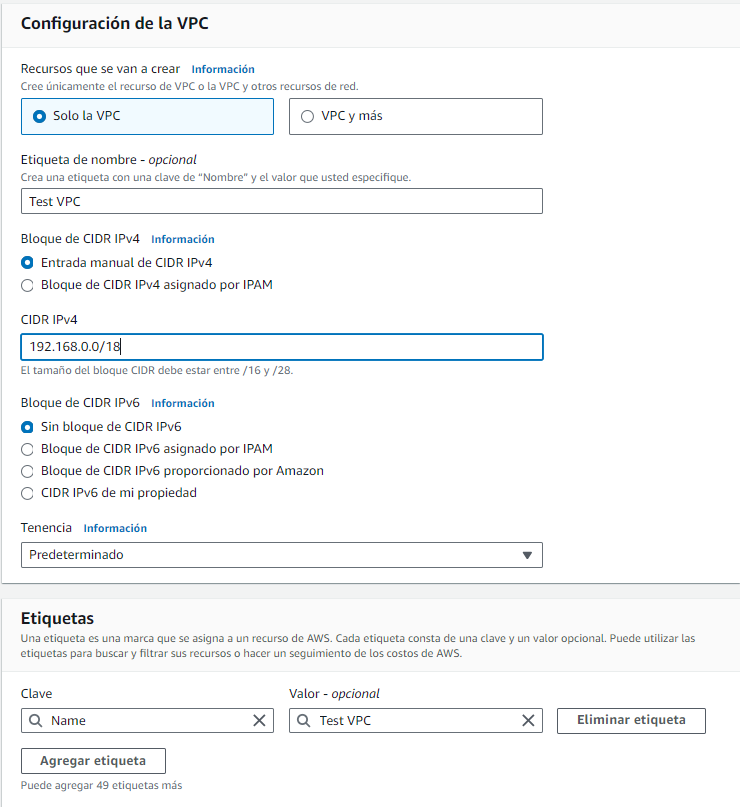 Configuración de la VPC
Recursos que se van a crear Información
Cree únicamente el recurso de VPC o la VPC y otros recursos de red.
Solo la VPC VPC y más
Etiqueta de nombre - opcional
Crea una etiqueta con una clave de “Nombre” y el valor que usted especifique.
Test VPC
Bloque de CIDR IPv4 Información
Entrada manual de CIDR IPv4
Bloque de CIDR IPv4 asignado por IPAM
CIDR IPv4
192.168.0.0/18
El tamaño del bloque CIDR debe estar entre /16 y /28.
Bloque de CIDR IPv6 Información
Sin bloque de CIDR IPv6
Bloque de CIDR IPv6 asignado por IPAM
Bloque de CIDR IPv6 proporcionado por Amazon
CIDR IPv6 de mi propiedad
Tenencia Información
Predeterminado
Etiquetas
Una etiqueta es una marca que se asigna a un recurso de AWS. Cada etiqueta consta de una clave y un valor opcional. Puede utilizar las
etiquetas para buscar y filtrar sus recursos o hacer un seguimiento de los costos de AWS.
Clave Valor - opcional
Name Test VPC Eliminar etiqueta
Agregar etiqueta
Puede agregar 49 etiquetas más